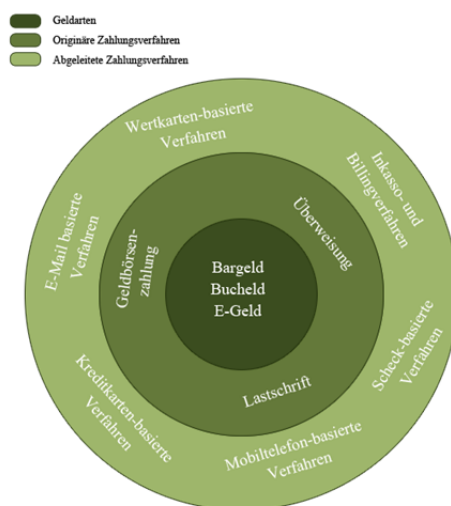 Geldarten
Originäre Zahlungsverfahren
Abgeleitete Zahlungsverfahren
Wertkarten-basierte
Verfahren
Inkasso- und
Billingverfahren
E-Mail basierte
Verfahren
Geldbörsen-
zahlung
Überweisung
Bargeld
Bucheld
E-Geld
Scheck-basierte
Verfahren
Kreditkarten-basierte
Verfahren
Lastschrift
Mobiltelefon-basierte
Verfahren